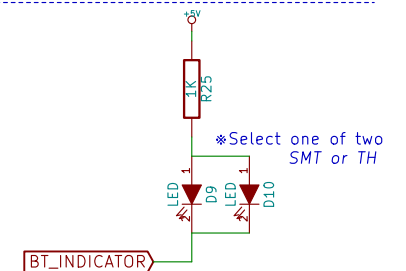 +5V
1K
R25
※Select one of two
SMT or TH
1
1
LED
D9
LED
D10
2
2
BT_INDICATOR